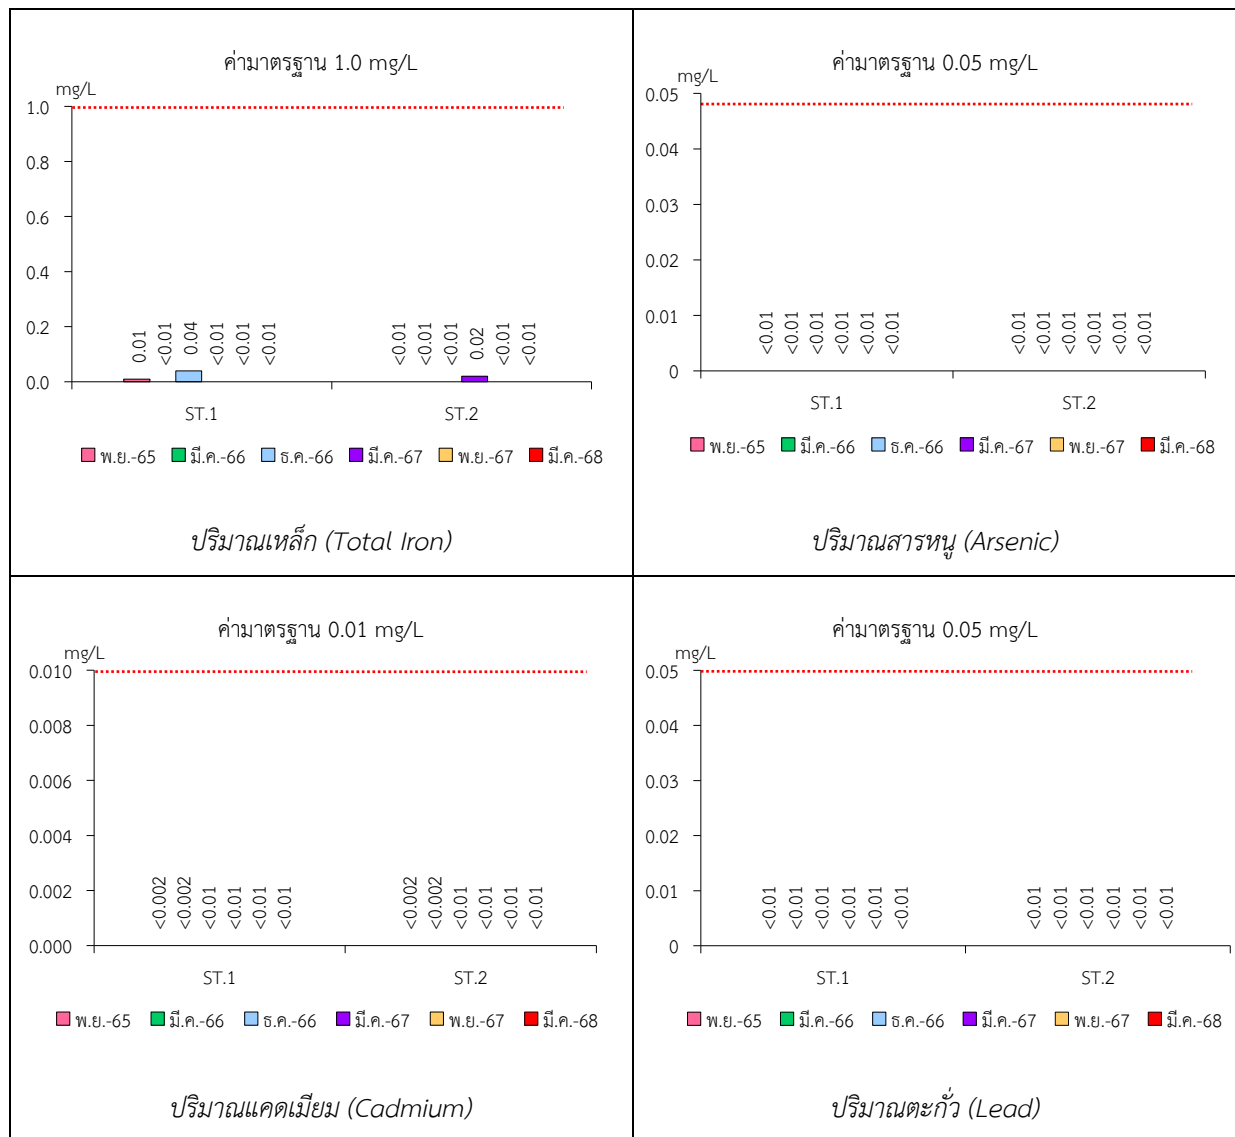 ค่ามาตรฐาน 1.0 mg/L
mg/L
1.0
0.8
0.6
0.4
0.2
0.0
0.01 <0.01 0.04 <0.01 <0.01 <0.01
<0.01 <0.01 <0.01 0.02 <0.01 <0.01
ST.1 ST.2
พ.ย.-65 มี.ค.-66 ธ.ค.-66 มี.ค.-67 พ.ย.-67 มี.ค.-68
ปริมาณเหล็ก (Total Iron)
ค่ามาตรฐาน 0.05 mg/L
mg/L
0.05
0.04
0.03
0.02
0.01
0
<0.01 <0.01 <0.01 <0.01 <0.01 <0.01
<0.01 <0.01 <0.01 <0.01 <0.01 <0.01
ST.1 ST.2
พ.ย.-65 มี.ค.-66 ธ.ค.-66 มี.ค.-67 พ.ย.-67 มี.ค.-68
ปริมาณสารหนู (Arsenic)
ค่ามาตรฐาน 0.01 mg/L
mg/L
0.010
0.008
0.006
0.004
0.002
0.000
<0.002 <0.002 <0.01 <0.01 <0.01 <0.01
<0.002 <0.002 <0.01 <0.01 <0.01 <0.01
ST.1 ST.2
พ.ย.-65 มี.ค.-66 ธ.ค.-66 มี.ค.-67 พ.ย.-67 มี.ค.-68
ปริมาณแคดเมียม (Cadmium)
ค่ามาตรฐาน 0.05 mg/L
mg/L
0.05
0.04
0.03
0.02
0.01
0
<0.01 <0.01 <0.01 <0.01 <0.01 <0.01
<0.01 <0.01 <0.01 <0.01 <0.01 <0.01
ST.1 ST.2
พ.ย.-65 มี.ค.-66 ธ.ค.-66 มี.ค.-67 พ.ย.-67 มี.ค.-68
ปริมาณตะกั่ว (Lead)